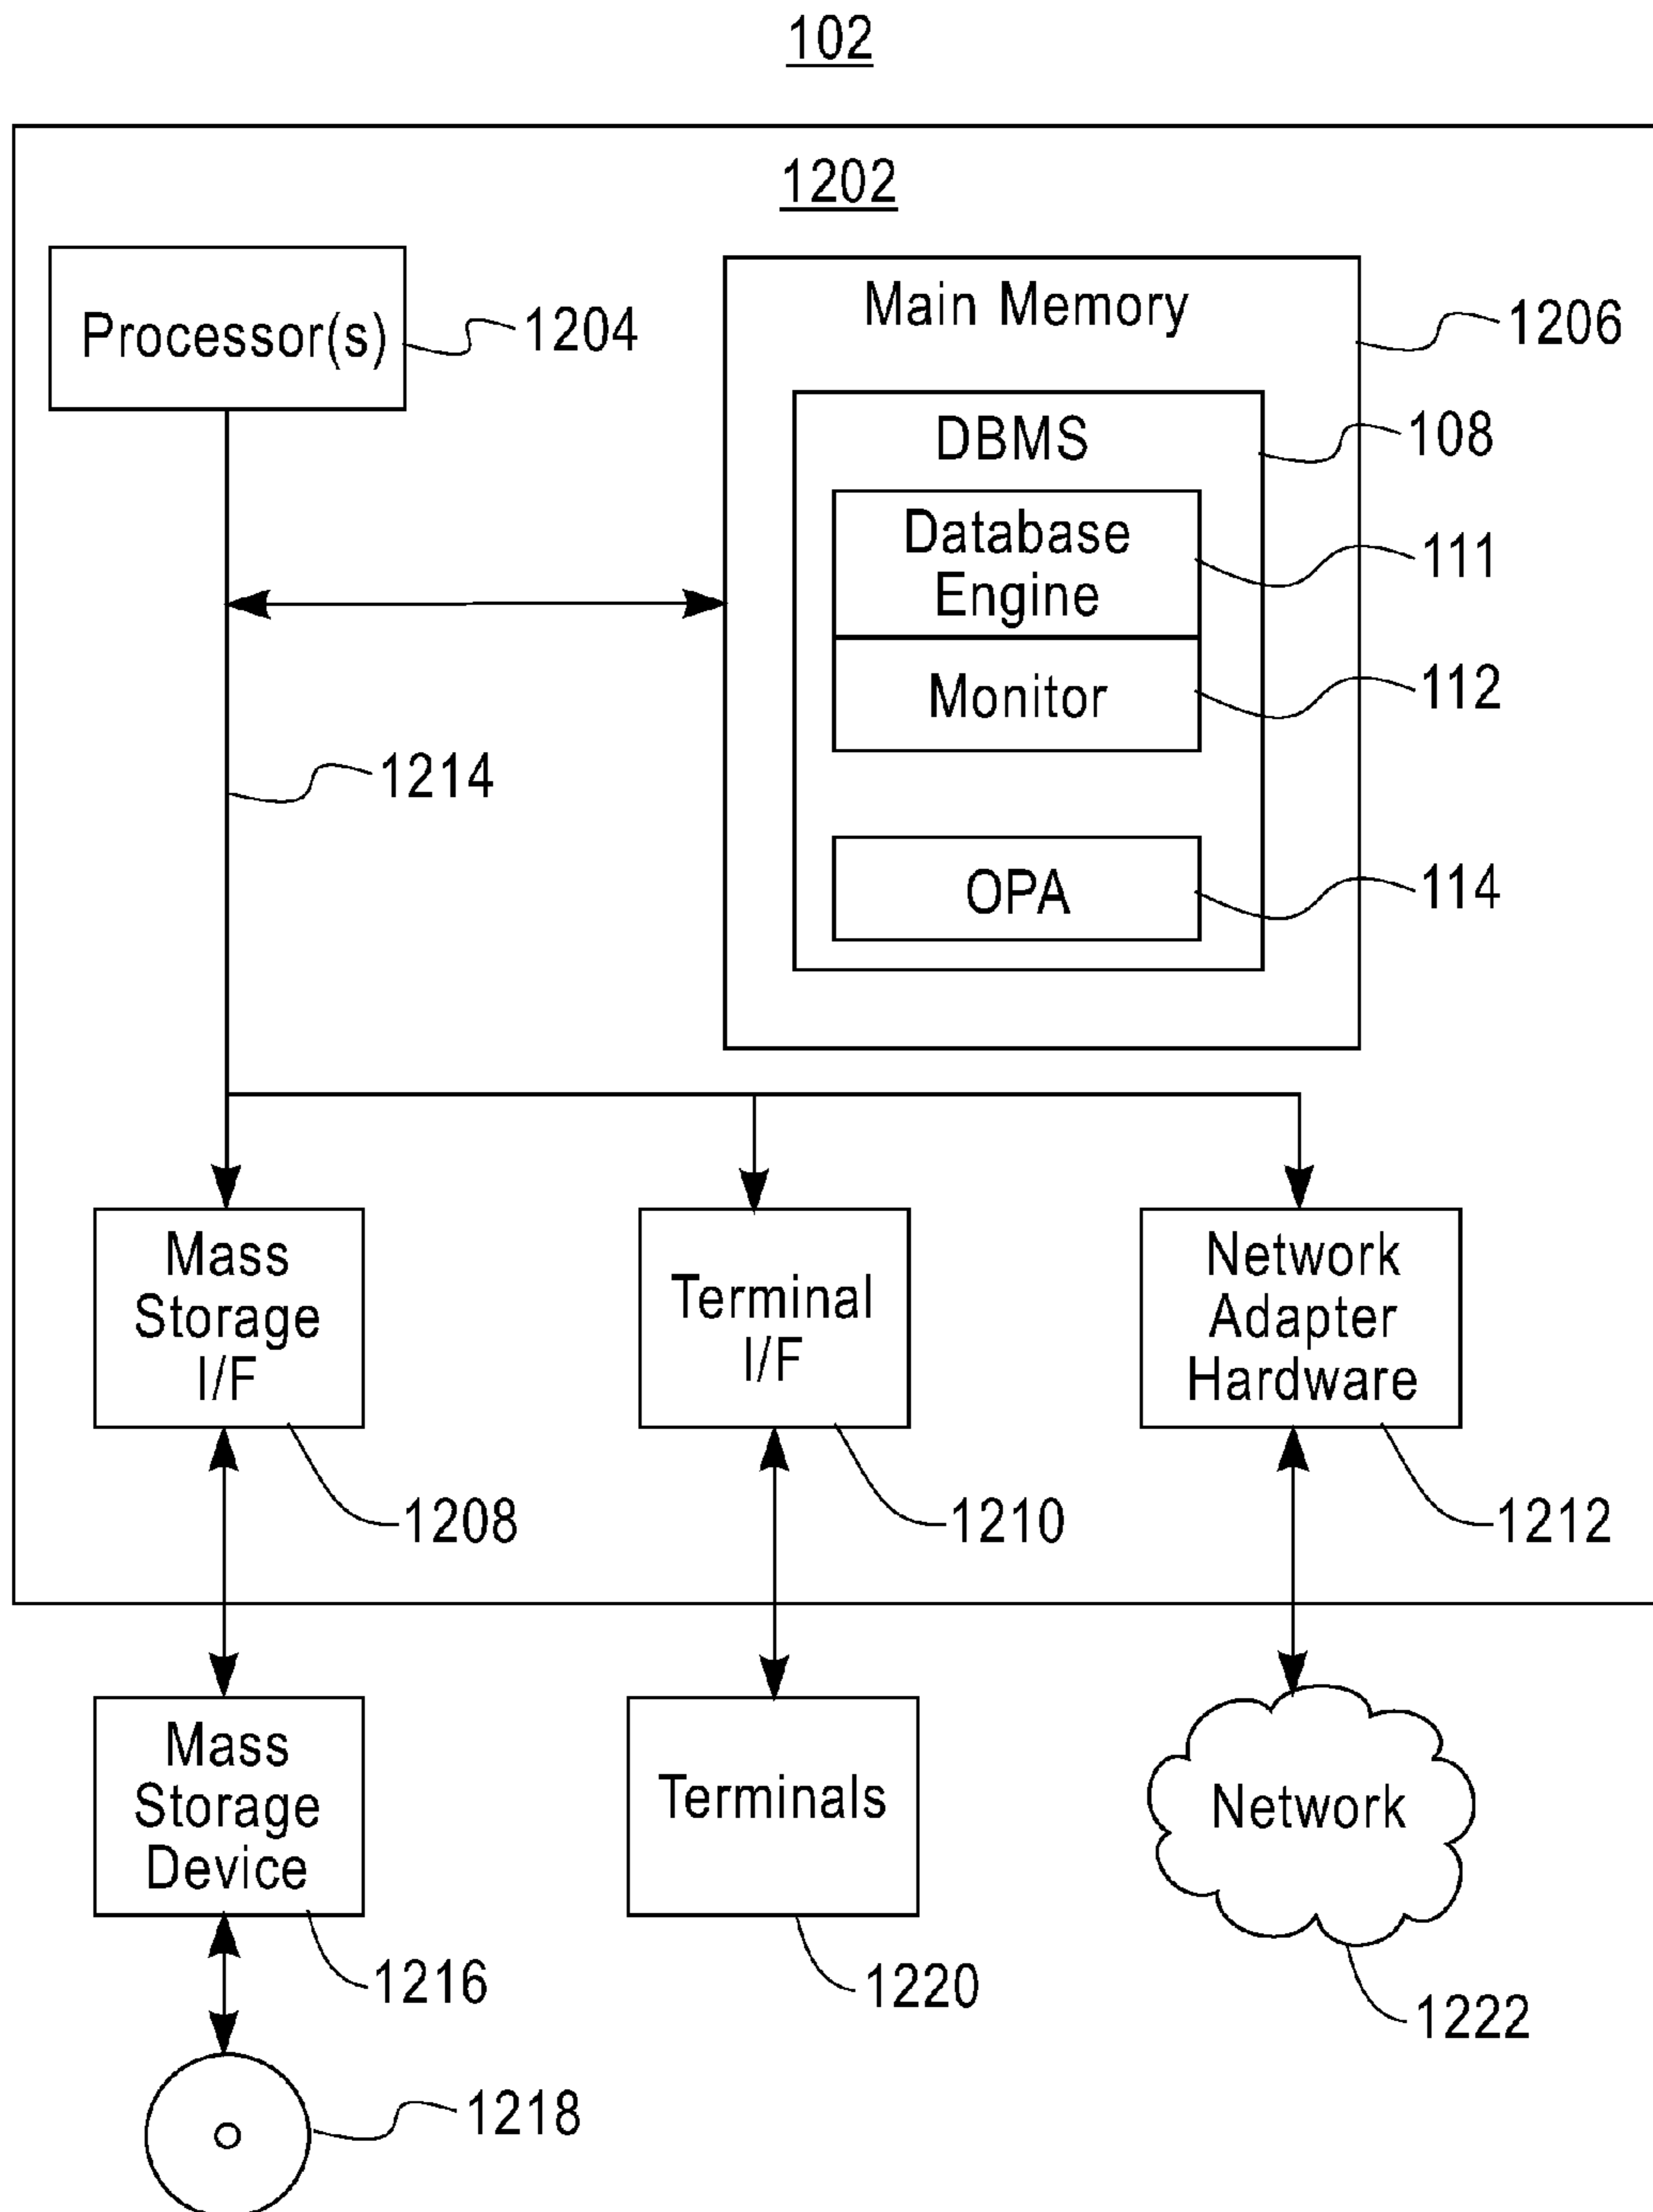 102
1202
Processor(s)
1204
Main Memory
1206
DBMS
108
Database
Engine
111
Monitor
112
1214
OPA
114
Mass
Storage
I/F
1208
Terminal
I/F
1210
Network
Adapter
Hardware
1212
Mass
Storage
Device
1216
Terminals
1220
Network
1222
1218